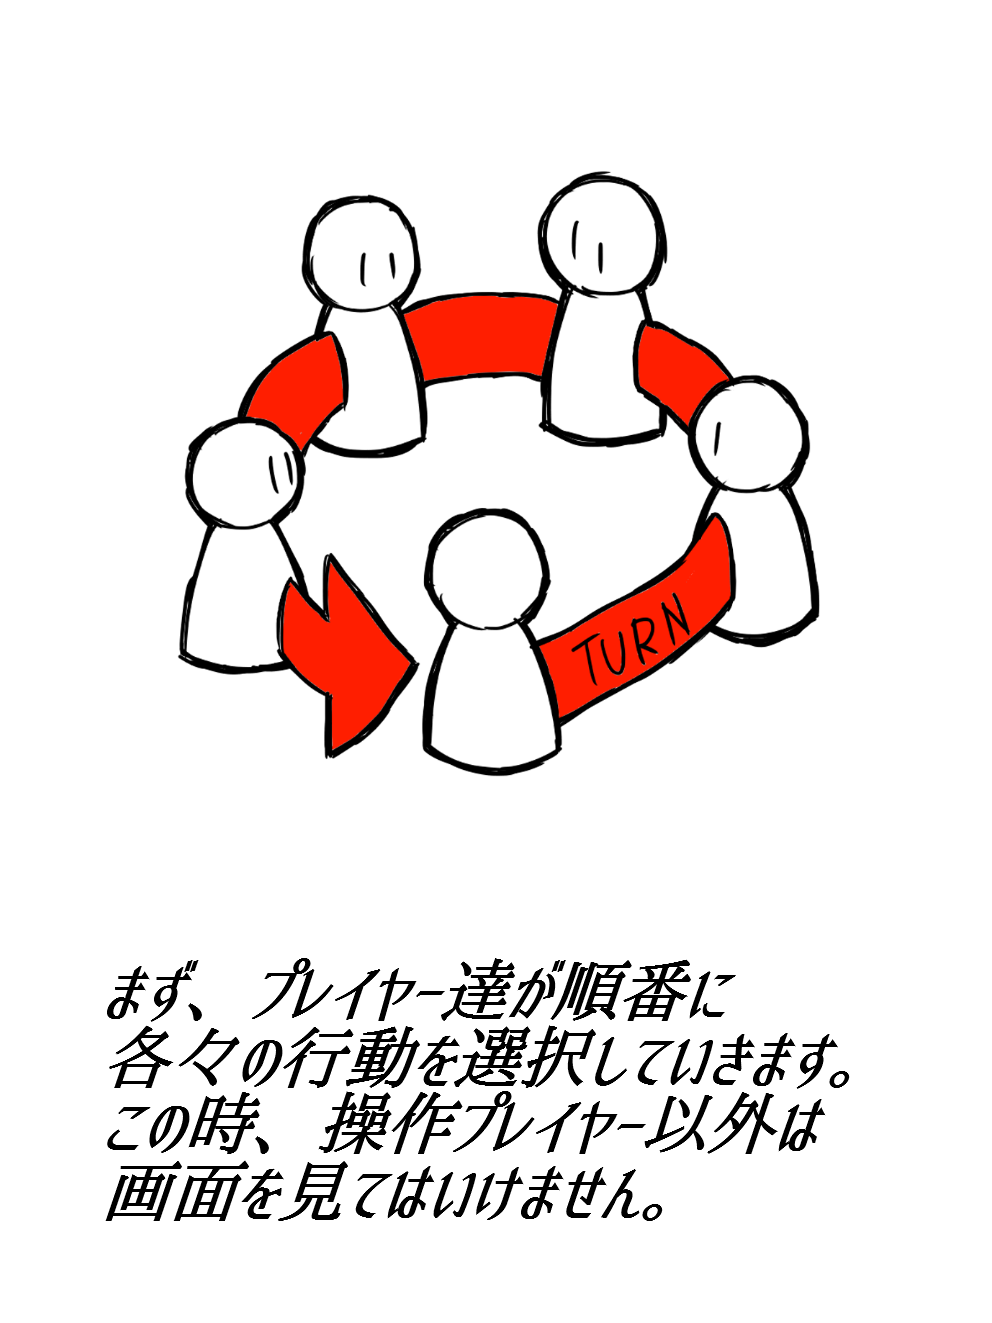 TURN
まず、プレイヤー達が順番に
各々の行動を選択していきます。
この時、操作プレイヤー以外は
画面を見てはいけません。